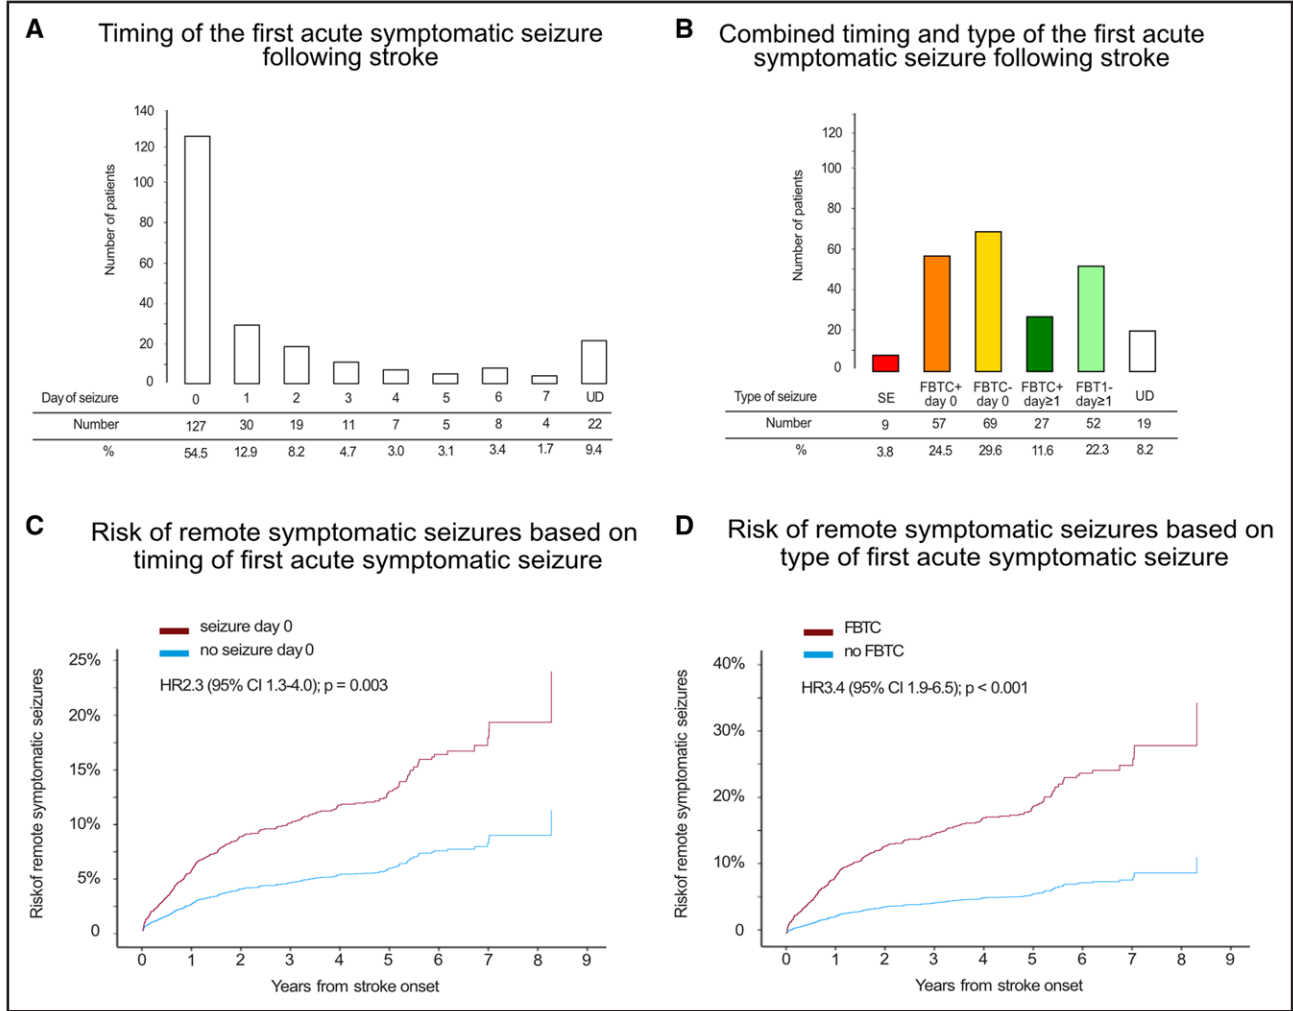 A
Timing of the first acute symptomatic seizure
following stroke
Number of patients
140
120
100
80
60
40
20
0
Day of seizure 0 1 2 3 4 5 6 7 UD
Number 127 30 19 11 7 5 8 4 22
% 54.5 12.9 8.2 4.7 3.0 3.1 3.4 1.7 9.4
B
Combined timing and type of the first acute
symptomatic seizure following stroke
Number of patients
120
100
80
60
40
20
0
Type of seizure SE FBTC+ day 0 FBTC- day 0 FBTC+ day≥1 FBT1- day≥1 UD
Number 9 57 69 27 52 19
% 3.8 24.5 29.6 11.6 22.3 8.2
C
Risk of remote symptomatic seizures based on
timing of first acute symptomatic seizure
seizure day 0
no seizure day 0
HR2.3 (95% CI 1.3-4.0); p = 0.003
Riskof remote symptomatic seizures
25%
20%
15%
10%
5%
0
0 1 2 3 4 5 6 7 8 9
Years from stroke onset
D
Risk of remote symptomatic seizures based on
type of first acute symptomatic seizure
FBTC
no FBTC
HR3.4 (95% CI 1.9-6.5); p < 0.001
Risk of remote symptomatic seizures
40%
30%
20%
10%
0
0 1 2 3 4 5 6 7 8 9
Years from stroke onset